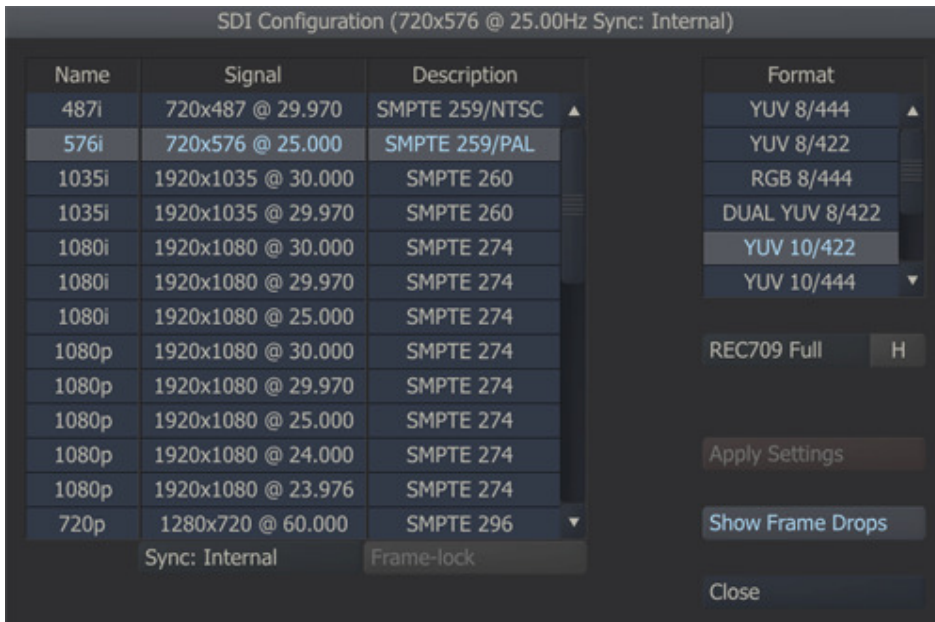 SDI Configuration (720x576 @ 25.00Hz Sync: Internal)
Name Signal Description
487i 720x487 @ 29.970 SMPTE 259/NTSC
576i 720x576 @ 25.000 SMPTE 259/PAL
1035i 1920x1035 @ 30.000 SMPTE 260
1035i 1920x1035 @ 29.970 SMPTE 260
1080i 1920x1080 @ 30.000 SMPTE 274
1080i 1920x1080 @ 29.970 SMPTE 274
1080i 1920x1080 @ 25.000 SMPTE 274
1080p 1920x1080 @ 30.000 SMPTE 274
1080p 1920x1080 @ 29.970 SMPTE 274
1080p 1920x1080 @ 25.000 SMPTE 274
1080p 1920x1080 @ 24.000 SMPTE 274
1080p 1920x1080 @ 23.976 SMPTE 274
720p 1280x720 @ 60.000 SMPTE 296
Sync: Internal Frame-lock
Format
YUV 8/444
YUV 8/422
RGB 8/444
DUAL YUV 8/422
YUV 10/422
YUV 10/444
REC709 Full H
Apply Settings
Show Frame Drops
Close